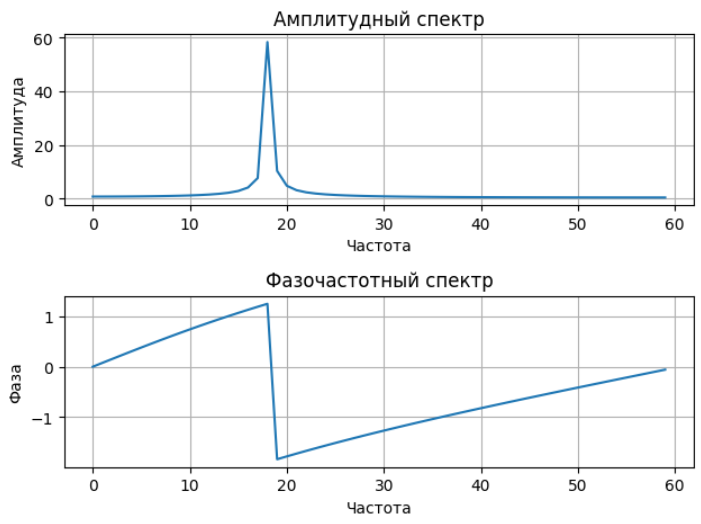 Амплитудный спектр
60
40
20
0
Амплитуда
0 10 20 30 40 50 60
Частота
Фазочастотный спектр
1
0
−1
Фаза
0 10 20 30 40 50 60
Частота